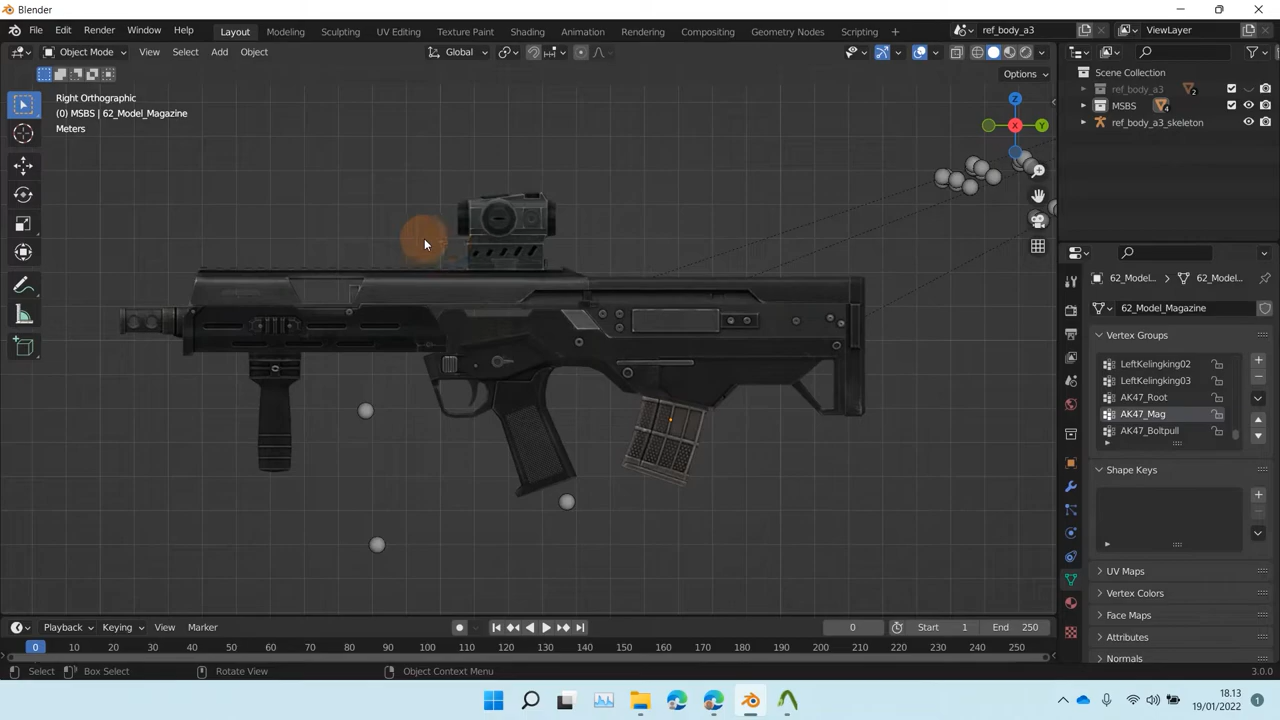 Blender
File Edit Render Window Help Layout Modeling Sculpting UV Editing Texture Paint Shading Animation Rendering Compositing Geometry Nodes Scripting + ref_body_a3 ViewLayer
Object Mode View Select Add Object Global
Options
Right Orthographic
(0) MSBS | 62_Model_Magazine
Meters
Z
X
Y
Scene Collection
ref_body_a3 2
MSBS 4
ref_body_a3_skeleton
62_Model... 62_Model...
62_Model_Magazine
Vertex Groups
LeftKelingking02
LeftKelingking03
AK47_Root
AK47_Mag
AK47_Boltpull
Shape Keys
UV Maps
Vertex Colors
Face Maps
Attributes
Normals
Playback Keying View Marker 0 Start 1 End 250
0 10 20 30 40 50 60 70 80 90 100 110 120 130 140 150 160 170 180 190 200 210 220 230 240 250
Select Box Select Rotate View Object Context Menu 3.0.0
18.13
19/01/2022
1